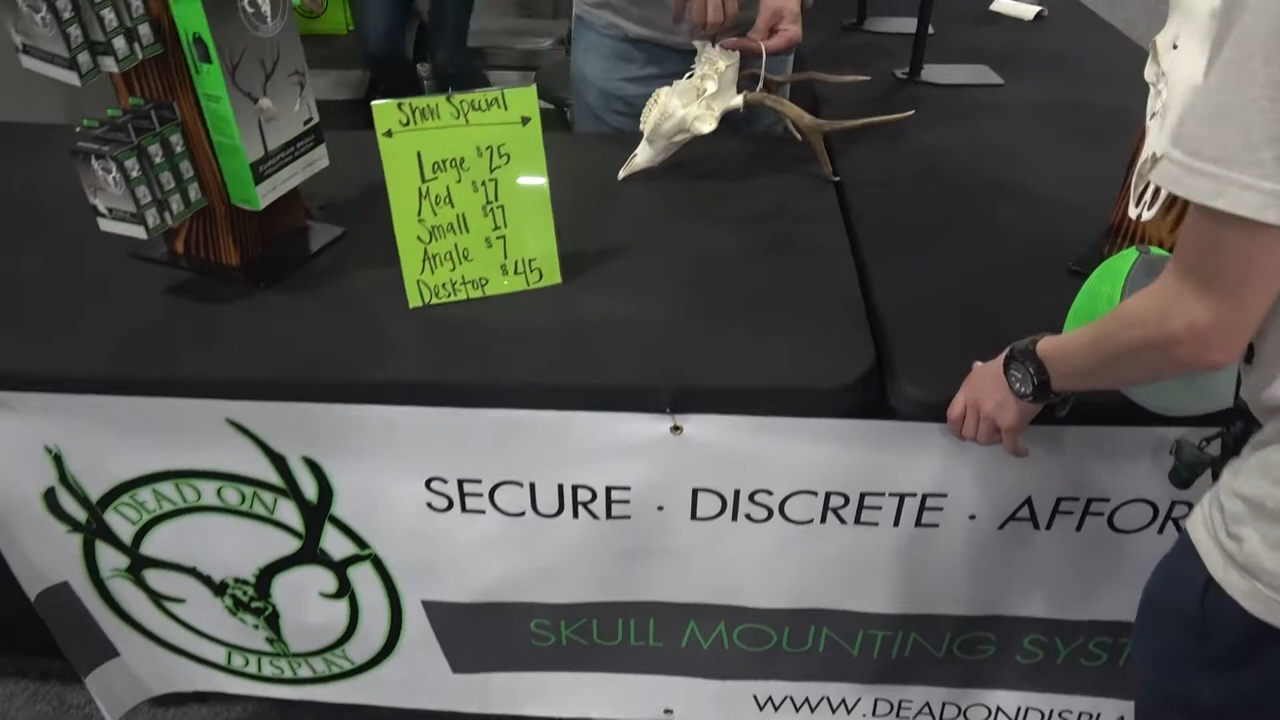 Show Special
Large $25
Med $17
Small $17
Angle $7
Desktop $45
DEAD ON
DISPLAY
SECURE · DISCRETE · AFFOR
SKULL MOUNTING SYST
WWW.DEADONDISPLA